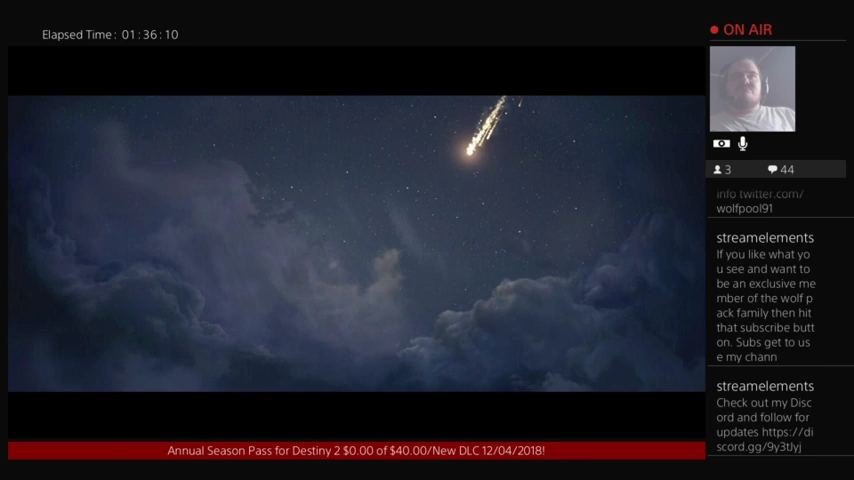 Elapsed Time: 01:36:10
ON AIR
3 44
info twitter.com/
wolfpool91
streamelements
If you like what yo
u see and want to
be an exclusive me
mber of the wolf p
ack family then hit
that subscribe butt
on. Subs get to us
e my chann
streamelements
Check out my Disc
ord and follow for
updates https://di
scord.gg/9y3tlyj
Annual Season Pass for Destiny 2 $0.00 of $40.00/New DLC 12/04/2018!